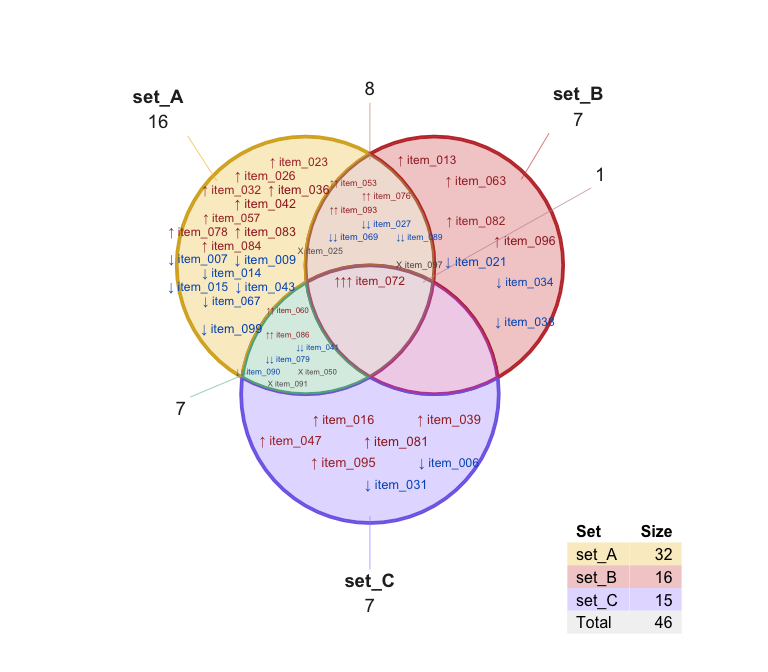 8
set_A
16
set_B
7
1
↑ item_023
↑ item_026
↑ item_032 ↑ item_036
↑ item_042
↑ item_057
↑ item_078 ↑ item_083
↑ item_084
↓ item_007 ↓ item_009
↓ item_014
↓ item_015 ↓ item_043
↓ item_067
↓ item_099
↑↑ item_053
↑↑ item_076
↑↑ item_093
↓↓ item_027
↓↓ item_069 ↓↓ item_089
X item_025
X item_097
↑ item_013
↑ item_063
↑ item_082
↑ item_096
↓ item_021
↓ item_034
↓ item_038
↑↑↑ item_072
↑↑ item_060
↑↑ item_086
↓↓ item_041
↓↓ item_079
↓↓ item_090 X item_050
X item_091
7
↑ item_016 ↑ item_039
↑ item_047 ↑ item_081
↑ item_095 ↓ item_006
↓ item_031
set_C
7
Set Size
set_A 32
set_B 16
set_C 15
Total 46